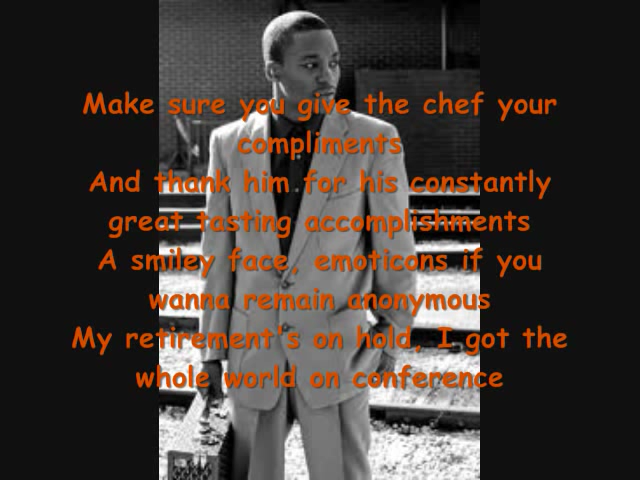 Make sure you give the chef your
compliments
And thank him for his constantly
great tasting accomplishments
A smiley face, emoticons if you
wanna remain anonymous
My retirement's on hold, I got the
whole world on conference